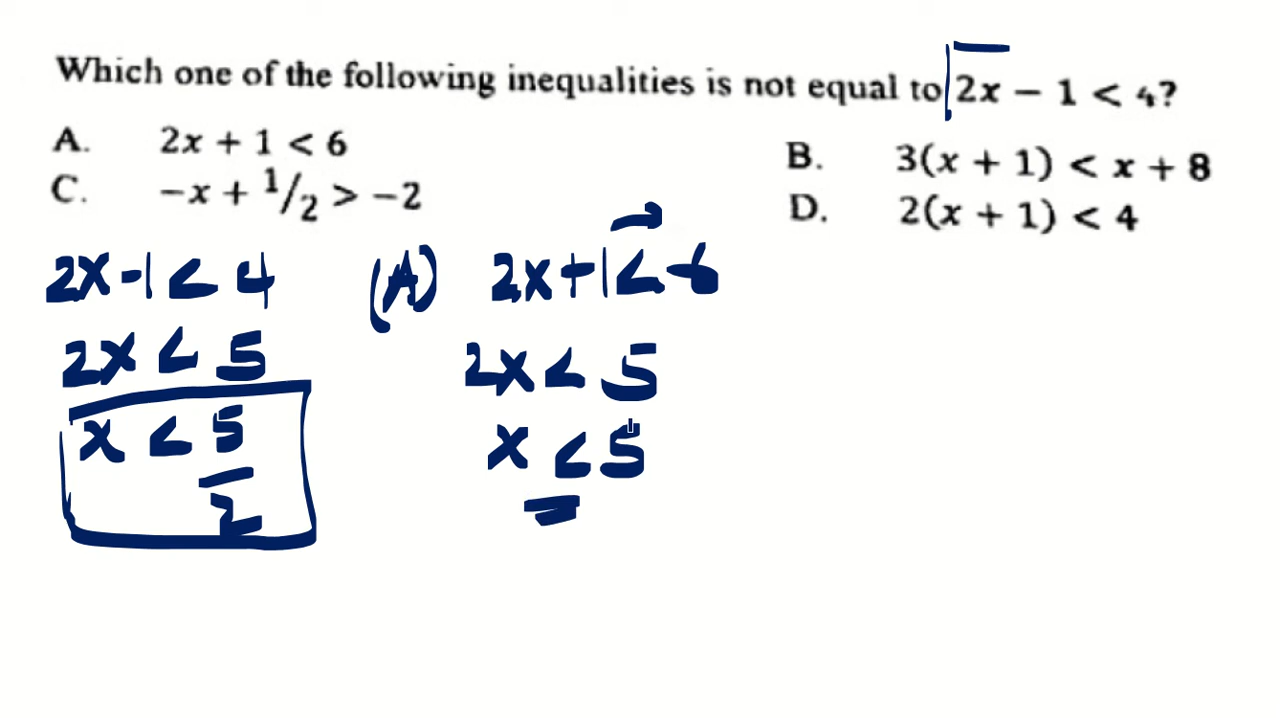 Which one of the following inequalities is not equal to 2x − 1 < 4?
A. 2x + 1 < 6
B. 3(x + 1) < x + 8
C. −x + 1/2 > −2
D. 2(x + 1) < 4
2x - 1 < 4
2x < 5
x < 5
2
(A) 2x + 1 < 6
2x < 5
x < 5